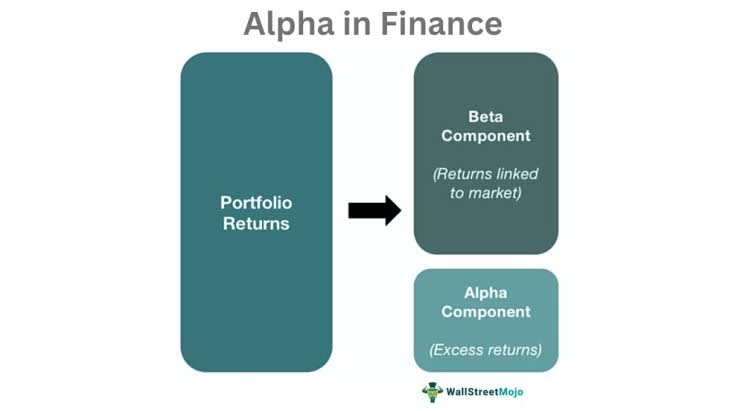 Alpha in Finance
Portfolio
Returns
Beta
Component
(Returns linked
to market)
Alpha
Component
(Excess returns)
WallStreetMojo